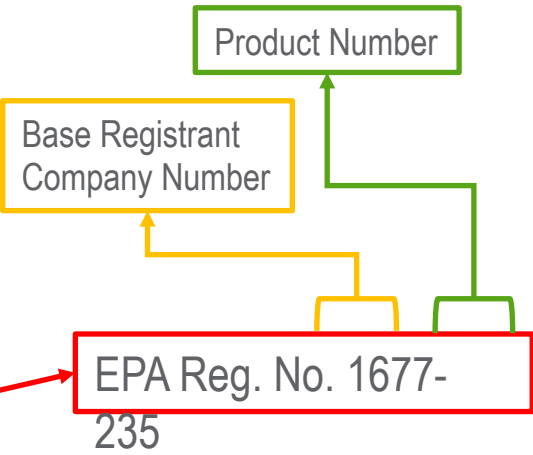 Product Number
Base Registrant
Company Number
EPA Reg. No. 1677-
235